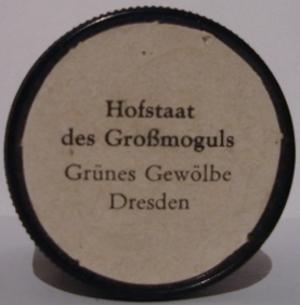 Hofstaat
des Großmoguls
Grünes Gewölbe
Dresden